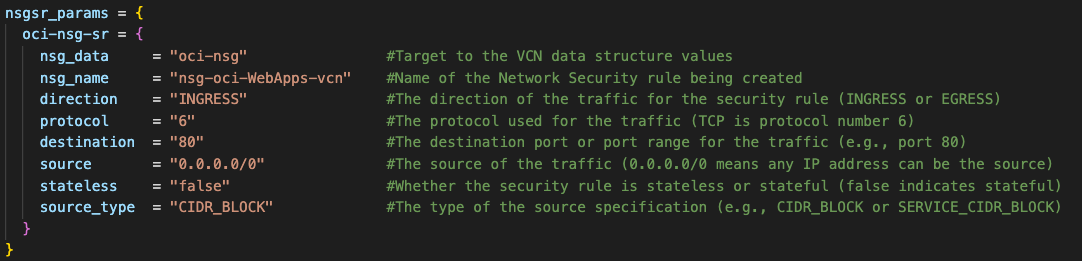 nsgsr_params = {
  oci-nsg-sr = {
    nsg_data     = "oci-nsg"                #Target to the VCN data structure values
    nsg_name     = "nsg-oci-WebApps-vcn"    #Name of the Network Security rule being created
    direction    = "INGRESS"                #The direction of the traffic for the security rule (INGRESS or EGRESS)
    protocol     = "6"                      #The protocol used for the traffic (TCP is protocol number 6)
    destination  = "80"                     #The destination port or port range for the traffic (e.g., port 80)
    source       = "0.0.0.0/0"              #The source of the traffic (0.0.0.0/0 means any IP address can be the source)
    stateless    = "false"                  #Whether the security rule is stateless or stateful (false indicates stateful)
    source_type  = "CIDR_BLOCK"             #The type of the source specification (e.g., CIDR_BLOCK or SERVICE_CIDR_BLOCK)
  }
}